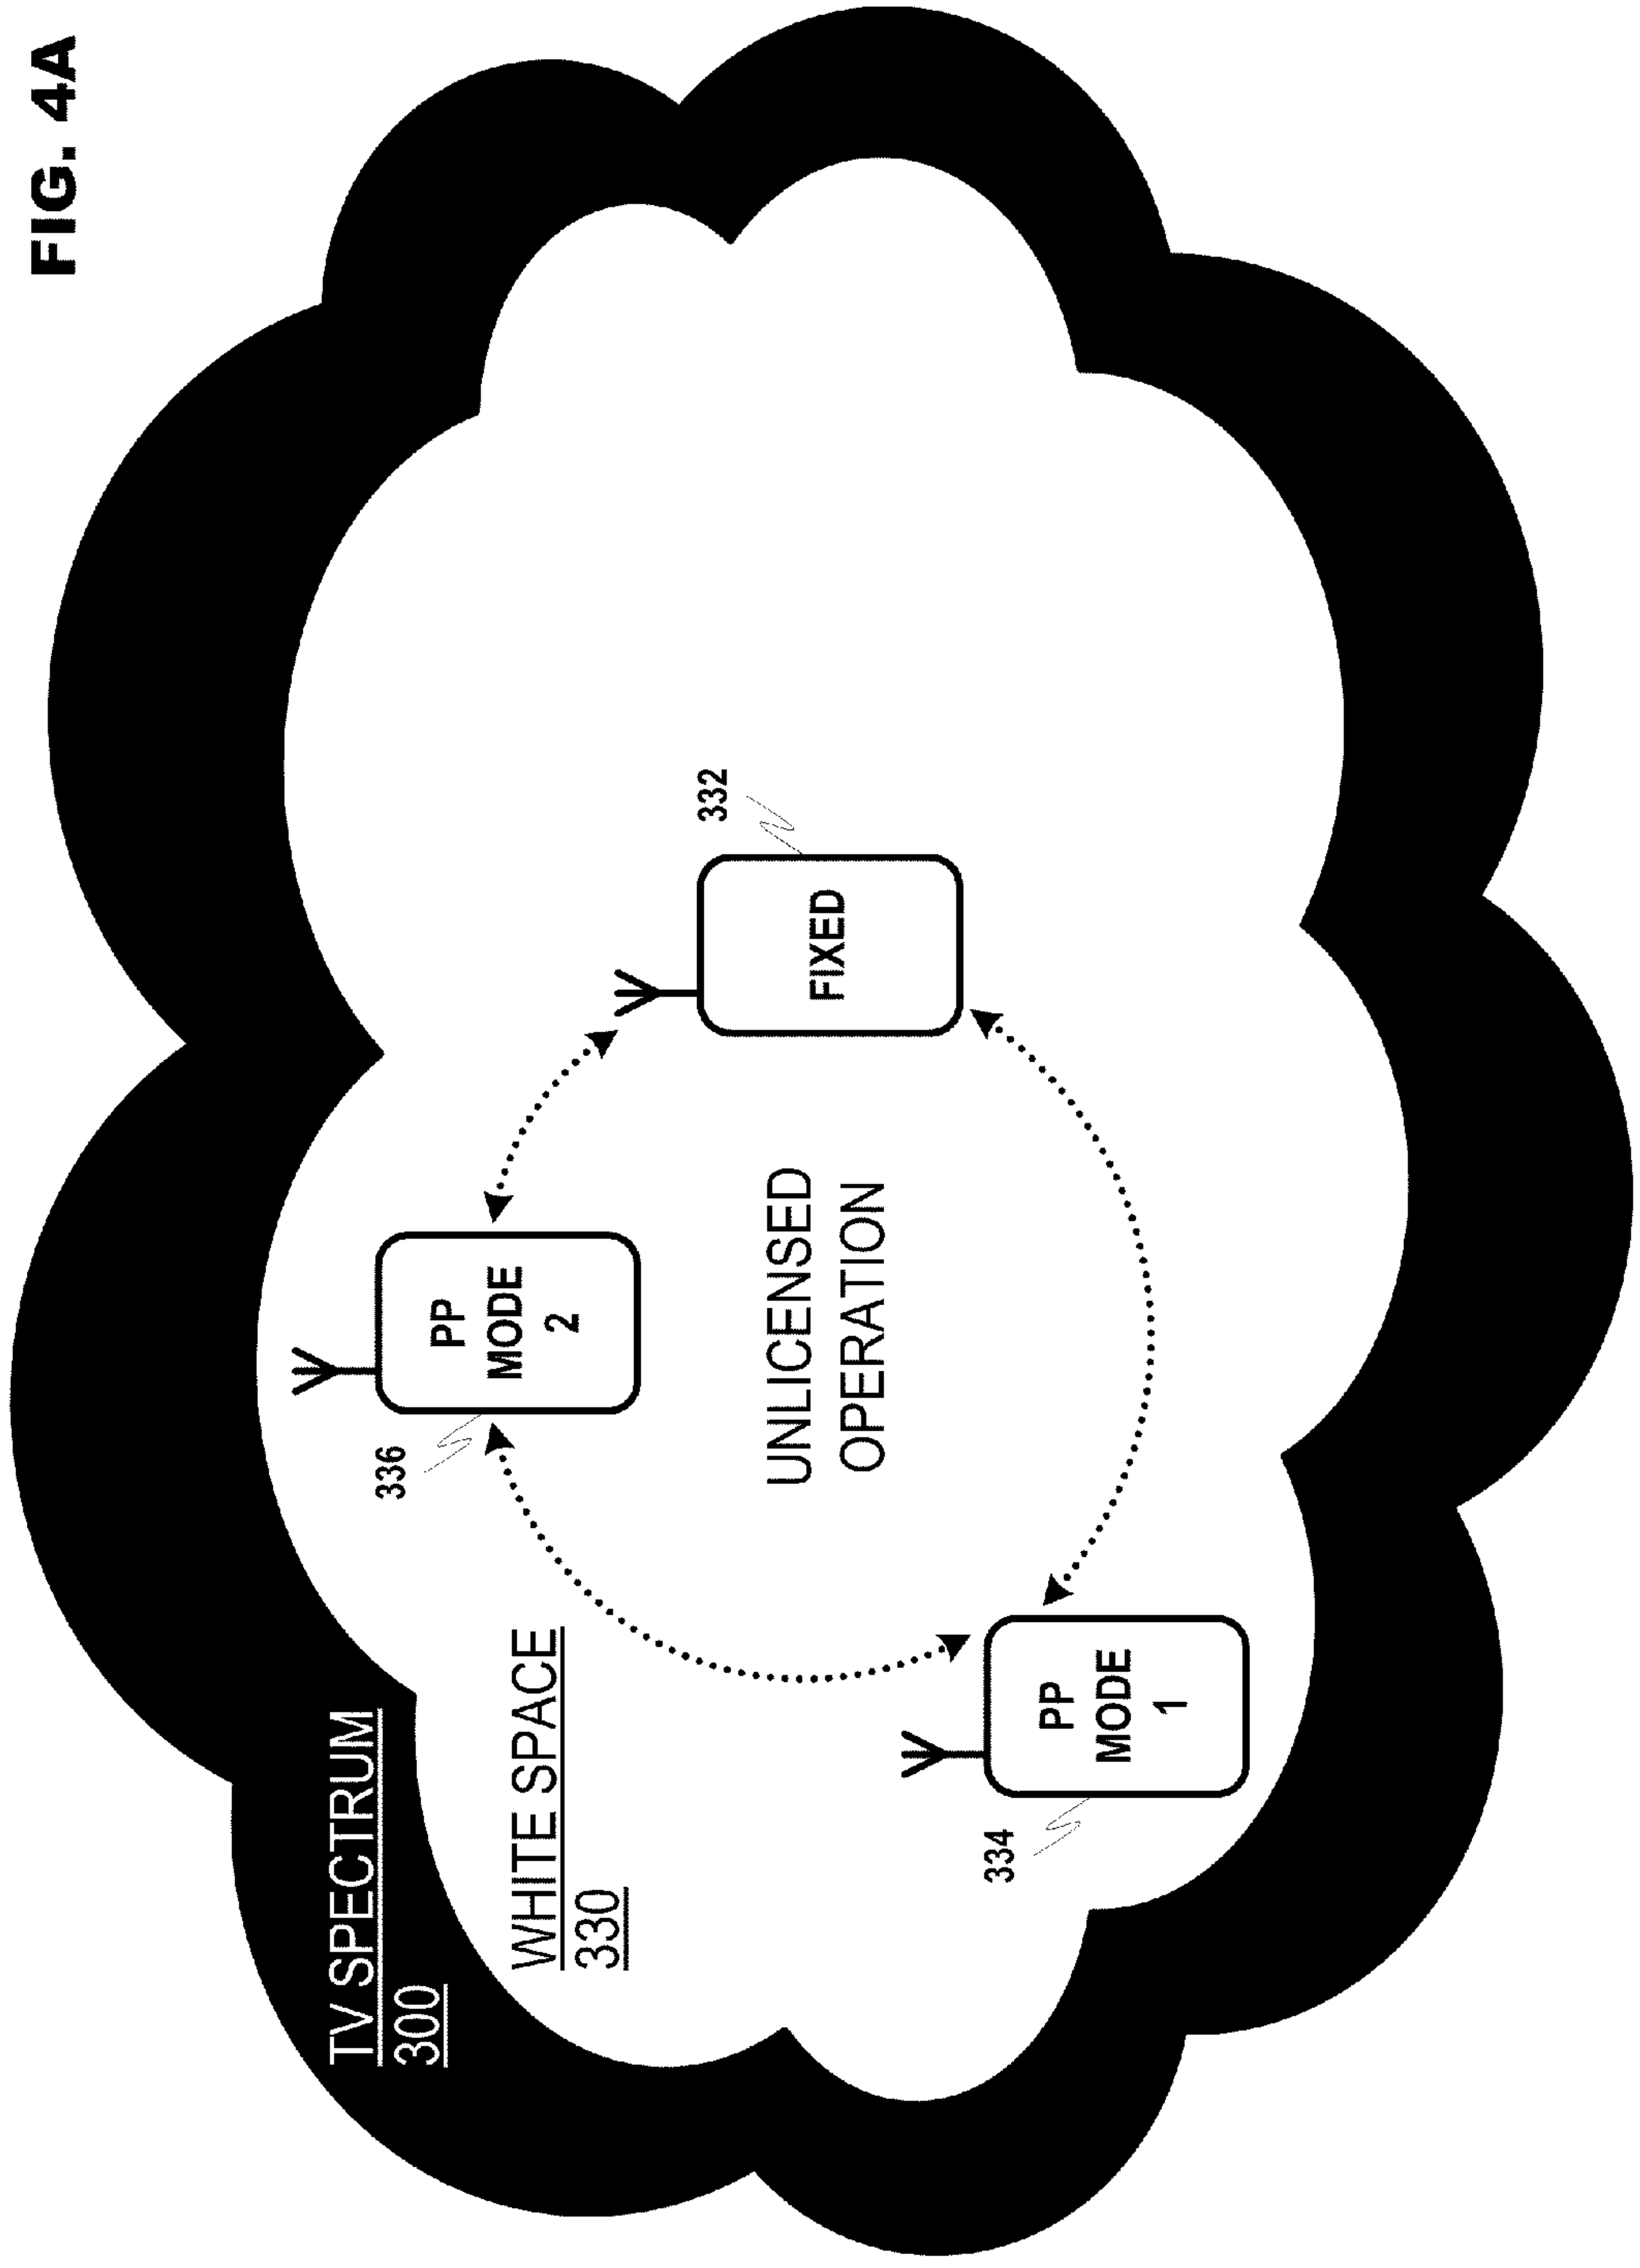 FIG. 4A
TV SPECTRUM
300
WHITE SPACE
330
336
PP
MODE
2
332
FIXED
UNLICENSED
OPERATION
334
PP
MODE
1